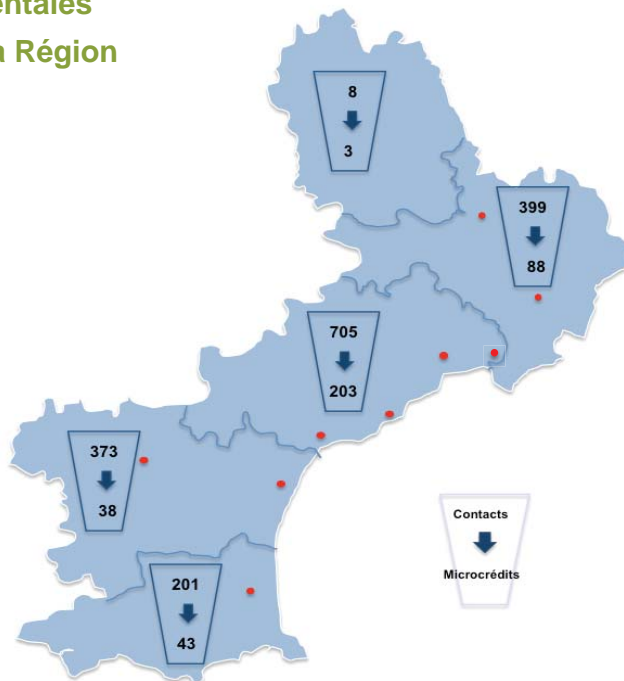 entales
a Région
8
3
399
88
705
203
373
38
201
43
Contacts
Microcrédits